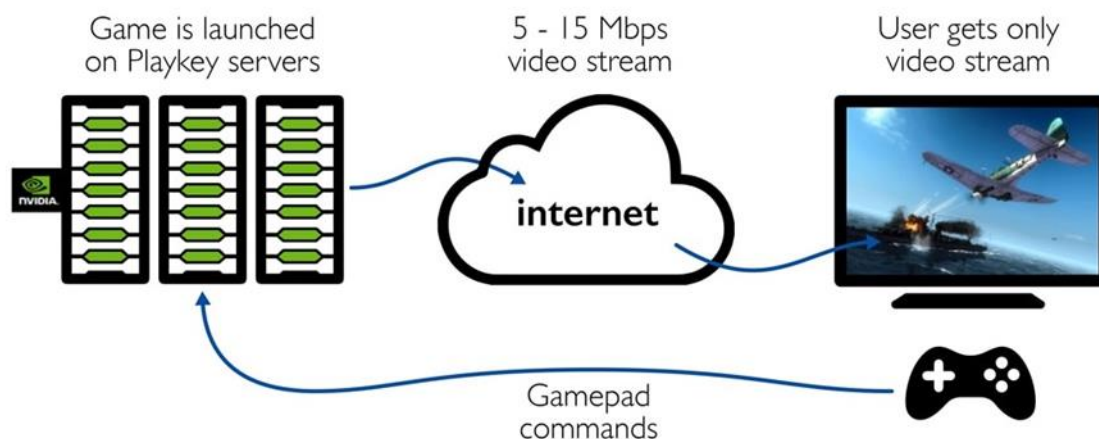 Game is launched
on Playkey servers
5 - 15 Mbps
video stream
User gets only
video stream
NVIDIA.
internet
Gamepad
commands